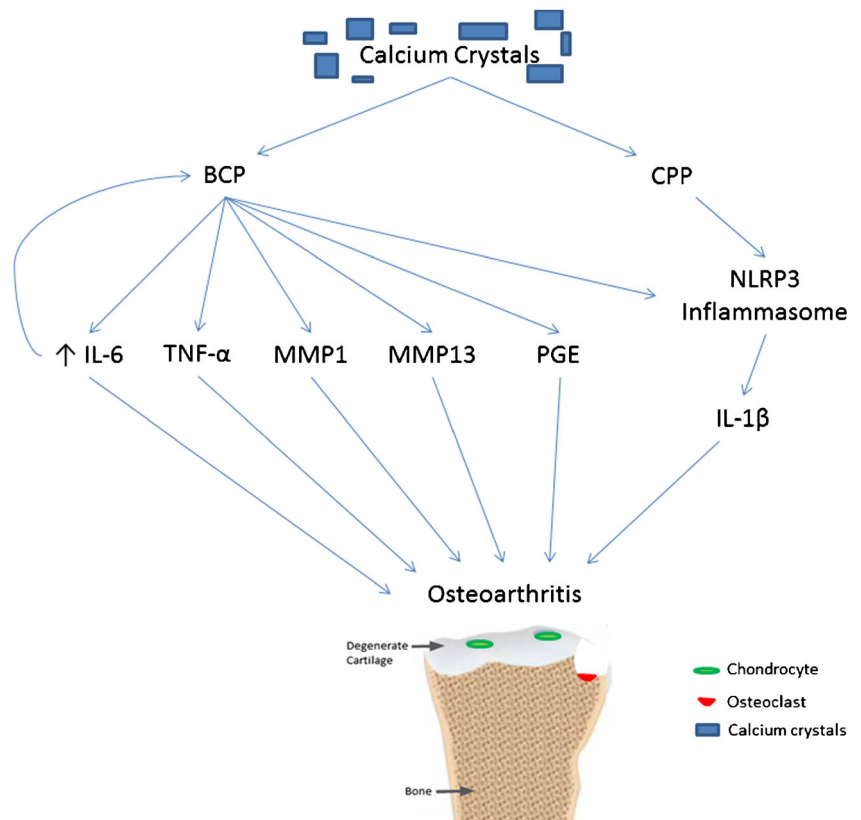 Calcium Crystals
BCP
CPP
NLRP3
Inflammasome
↑ IL-6
TNF-α
MMP1
MMP13
PGE
IL-1β
Osteoarthritis
Degenerate
Cartilage
Chondrocyte
Osteoclast
Calcium crystals
Bone